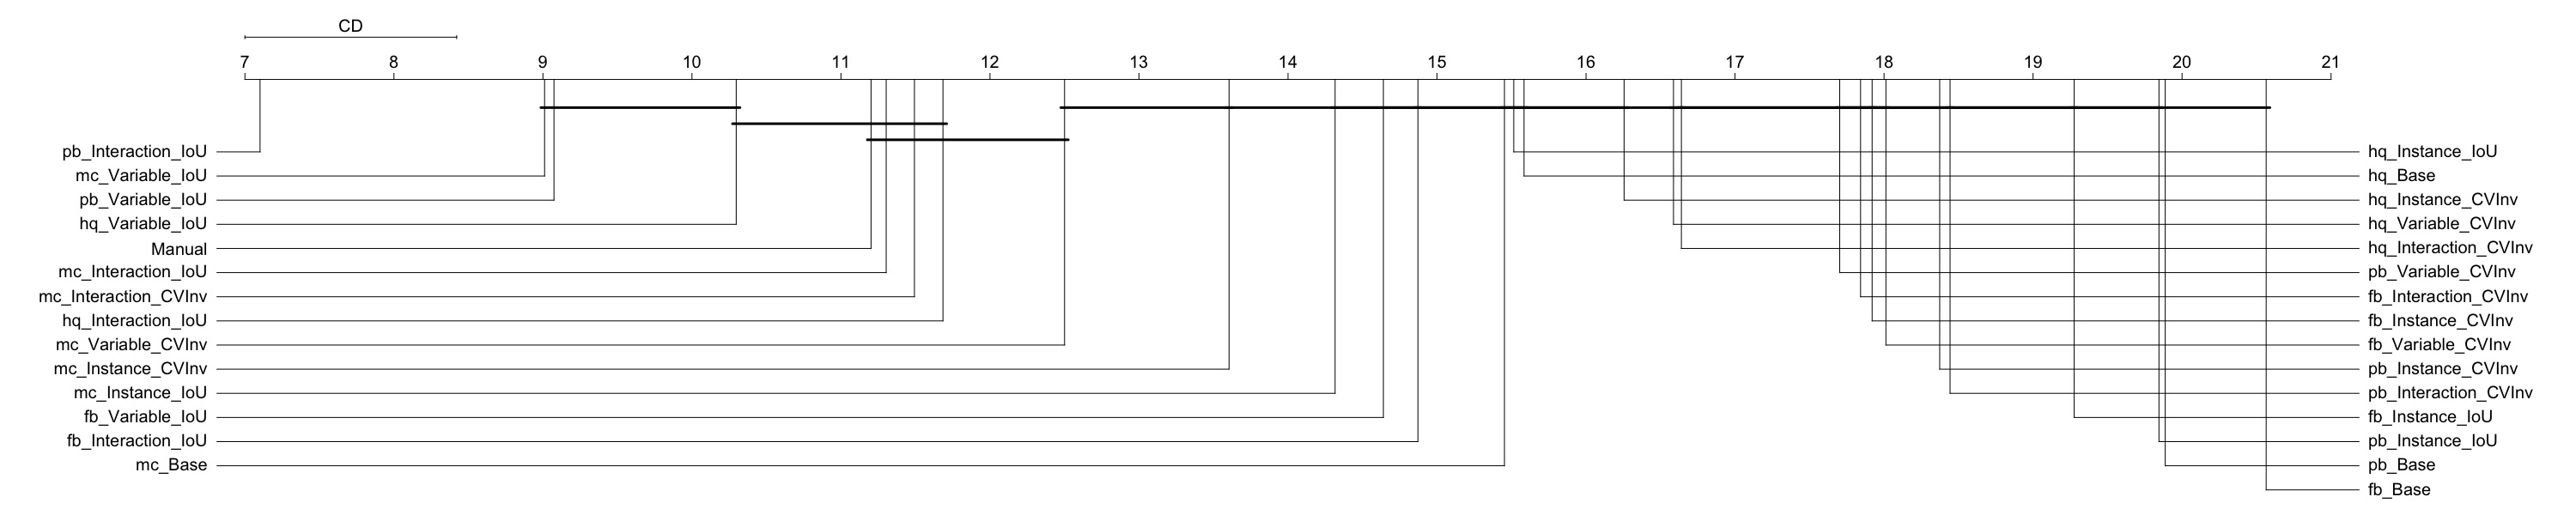 CD
7 8 9 10 11 12 13 14 15 16 17 18 19 20 21
pb_Interaction_IoU
mc_Variable_IoU
pb_Variable_IoU
hq_Variable_IoU
Manual
mc_Interaction_IoU
mc_Interaction_CVInv
hq_Interaction_IoU
mc_Variable_CVInv
mc_Instance_CVInv
mc_Instance_IoU
fb_Variable_IoU
fb_Interaction_IoU
mc_Base
hq_Instance_IoU
hq_Base
hq_Instance_CVInv
hq_Variable_CVInv
hq_Interaction_CVInv
pb_Variable_CVInv
fb_Interaction_CVInv
fb_Instance_CVInv
fb_Variable_CVInv
pb_Instance_CVInv
pb_Interaction_CVInv
fb_Instance_IoU
pb_Instance_IoU
pb_Base
fb_Base